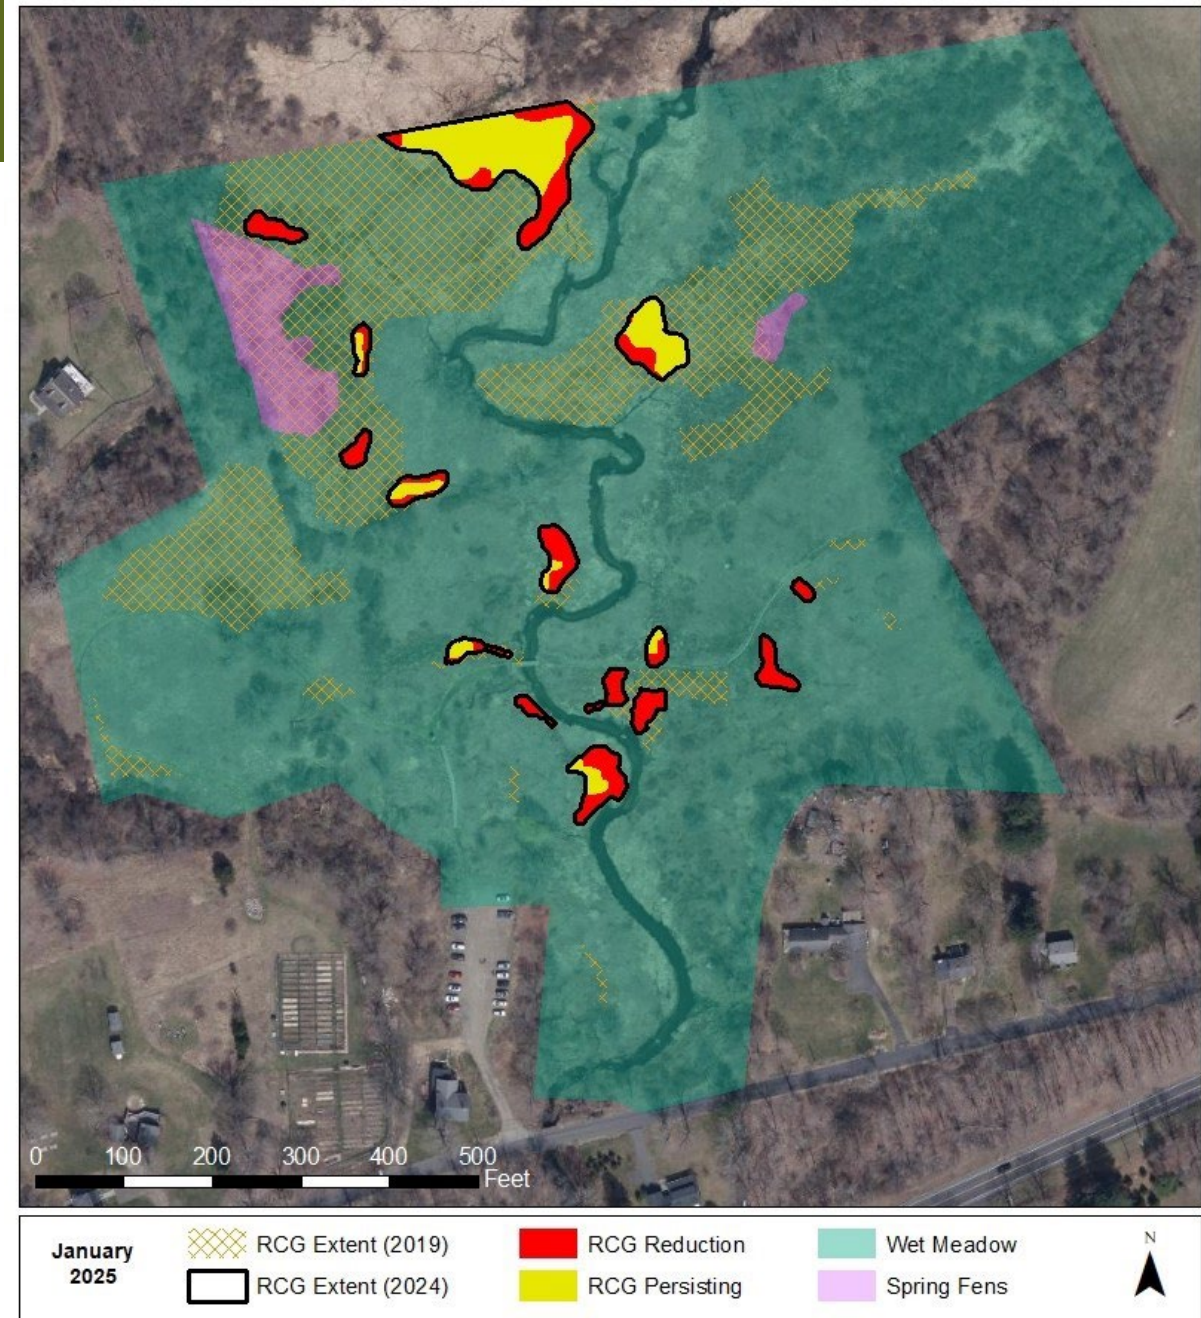 0 100 200 300 400 500
Feet
January
2025
RCG Extent (2019)
RCG Extent (2024)
RCG Reduction
RCG Persisting
Wet Meadow
Spring Fens
N